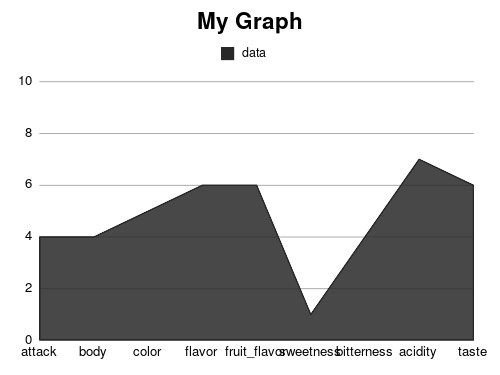 My Graph
data
10
8
6
4
2
0
attack body color flavor fruit_flavor sweetness bitterness acidity taste